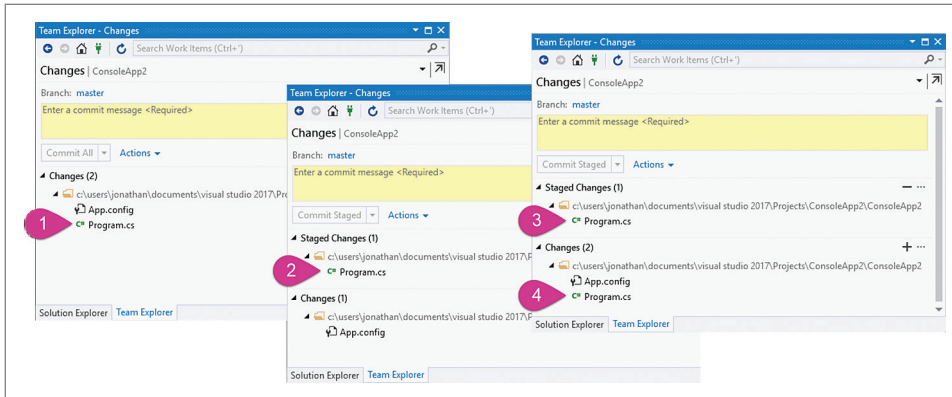 Team Explorer - Changes
Search Work Items (Ctrl+')
Changes | ConsoleApp2
Branch: master
Enter a commit message <Required>
Commit All
Actions
Changes (2)
c:\users\jonathan\documents\visual studio 2017\Pro
App.config
1
C# Program.cs
Solution Explorer
Team Explorer
Team Explorer - Changes
Search Work Items (Ctrl+')
Changes | ConsoleApp2
Branch: master
Enter a commit message <Required>
Commit Staged
Actions
Staged Changes (1)
c:\users\jonathan\documents\visual studio 2017\P
2
C# Program.cs
Changes (1)
c:\users\jonathan\documents\visual studio 2017\P
App.config
Solution Explorer
Team Explorer
Team Explorer - Changes
Search Work Items (Ctrl+')
Changes | ConsoleApp2
Branch: master
Enter a commit message <Required>
Commit Staged
Actions
Staged Changes (1)
c:\users\jonathan\documents\visual studio 2017\Projects\ConsoleApp2\ConsoleApp2
3
C# Program.cs
Changes (2)
c:\users\jonathan\documents\visual studio 2017\Projects\ConsoleApp2\ConsoleApp2
App.config
4
C# Program.cs
Solution Explorer
Team Explorer